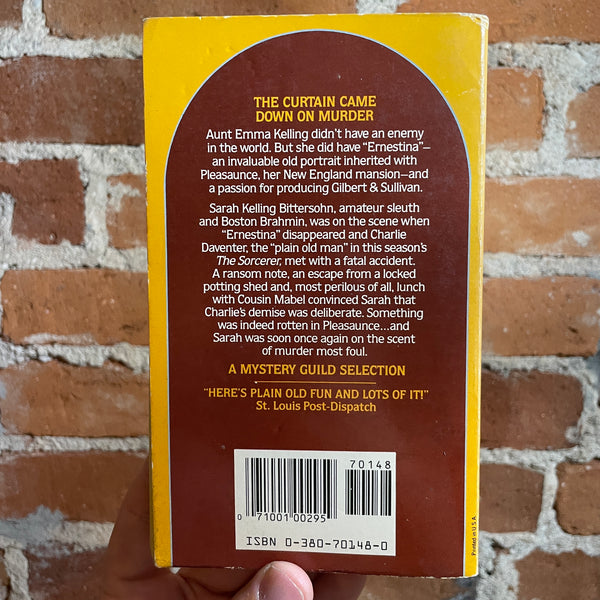 THE CURTAIN CAME
DOWN ON MURDER
Aunt Emma Kelling didn't have an enemy
in the world. But she did have "Ernestina"—
an invaluable old portrait inherited with
Pleasaunce, her New England mansion—and
a passion for producing Gilbert & Sullivan.
Sarah Kelling Bittersohn, amateur sleuth
and Boston Brahmin, was on the scene when
"Ernestina" disappeared and Charlie
Daventer, the "plain old man" in this season's
The Sorcerer, met with a fatal accident.
A ransom note, an escape from a locked
potting shed and, most perilous of all, lunch
with Cousin Mabel convinced Sarah that
Charlie's demise was deliberate. Something
was indeed rotten in Pleasaunce...and
Sarah was soon once again on the scent
of murder most foul.
A MYSTERY GUILD SELECTION
"HERE'S PLAIN OLD FUN AND LOTS OF IT!"
St. Louis Post-Dispatch
70148
0 71001 00295
ISBN 0-380-70148-0
Printed in U.S.A.